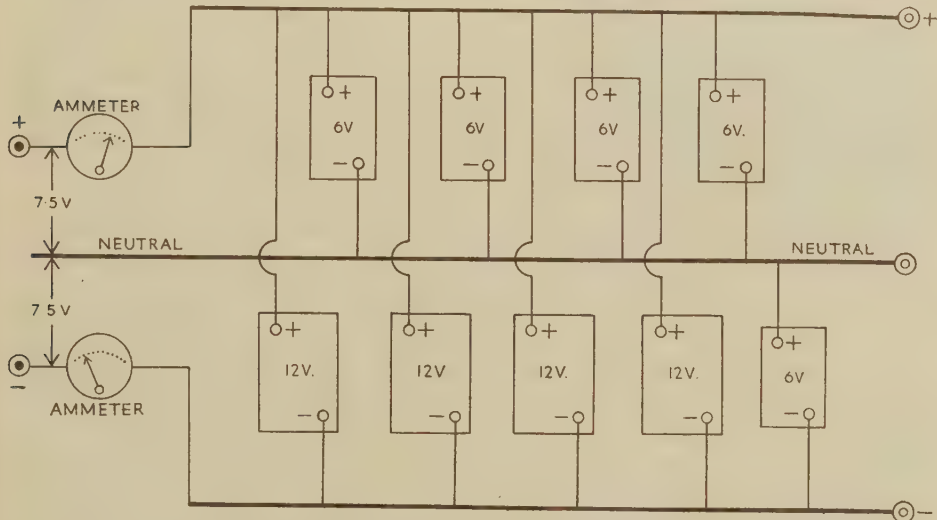 +
AMMETER
+
+ 6V −
+ 6V −
+ 6V −
+ 6V. −
7·5 V
NEUTRAL
NEUTRAL
7 5 V
−
AMMETER
+ 12V. −
+ 12V −
+ 12V. −
+ 12V. −
+ 6V −
−